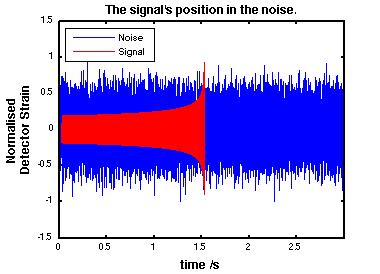 The signal's position in the noise.
Noise
Signal
Normalised
Detector Strain
1.5
1
0.5
0
-0.5
-1
-1.5
0
0.5
1
1.5
2
2.5
time /s